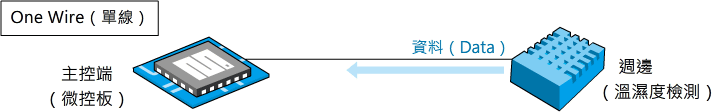 One Wire（單線）
資料（Data）
主控端
（微控板）
週邊
（溫濕度檢測）